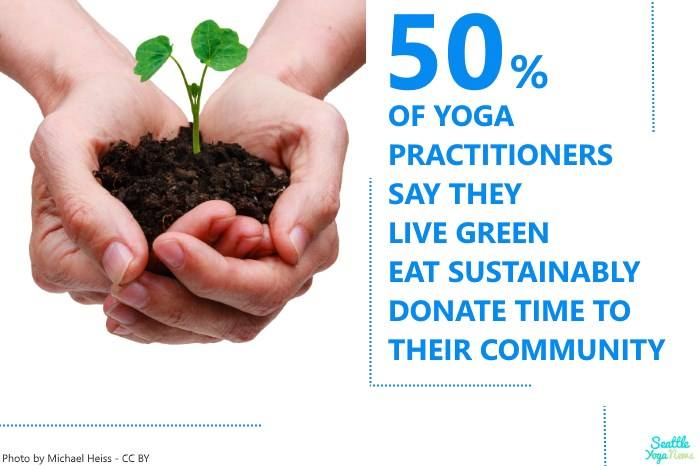 50%
OF YOGA
PRACTITIONERS
SAY THEY
LIVE GREEN
EAT SUSTAINABLY
DONATE TIME TO
THEIR COMMUNITY
Photo by Michael Heiss - CC BY
Seattle
Yoga News